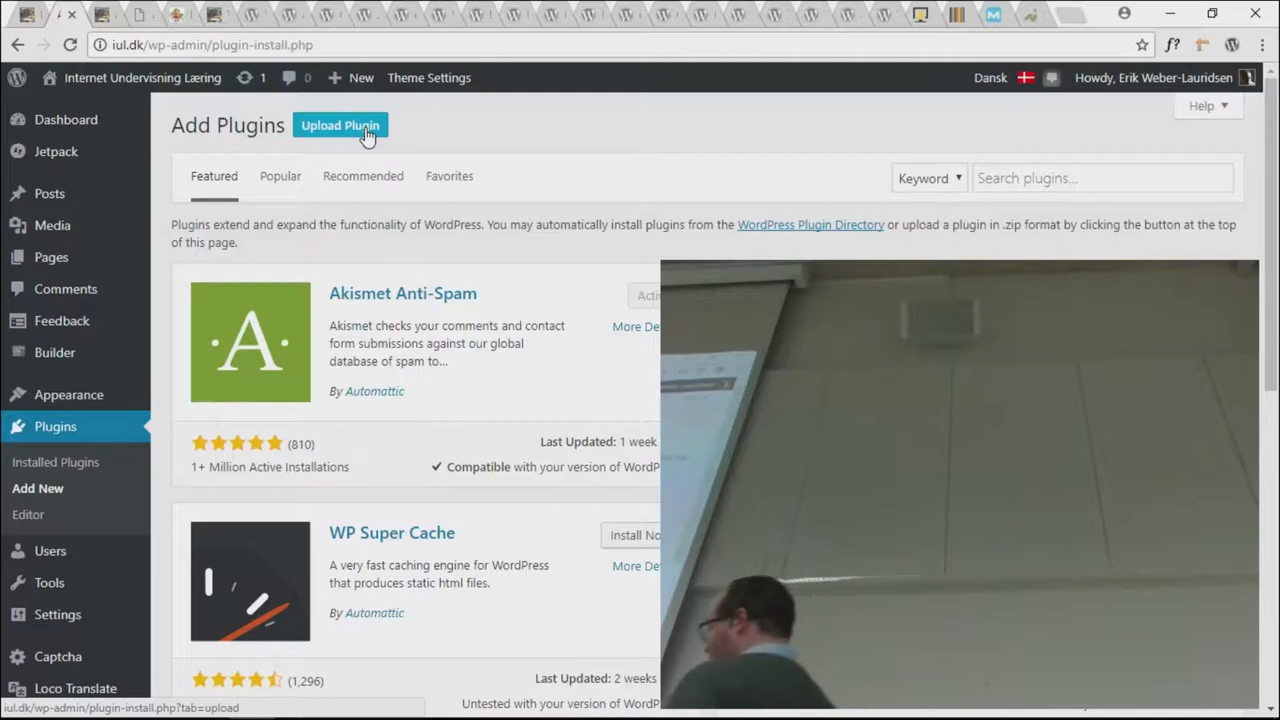 iul.dk/wp-admin/plugin-install.php
Internet Undervisning Læring
1
0
New
Theme Settings
Dansk
Howdy, Erik Weber-Lauridsen
Dashboard
Jetpack
Posts
Media
Pages
Comments
Feedback
Builder
Appearance
Plugins
Installed Plugins
Add New
Editor
Users
Tools
Settings
Captcha
Loco Translate
Add Plugins
Upload Plugin
Help
Featured
Popular
Recommended
Favorites
Keyword
Search plugins...
Plugins extend and expand the functionality of WordPress. You may automatically install plugins from the WordPress Plugin Directory or upload a plugin in .zip format by clicking the button at the top
of this page.
A
Akismet Anti-Spam
Akismet checks your comments and contact
form submissions against our global
database of spam to...
By Automattic
Acti
More De
(810)
1+ Million Active Installations
Last Updated: 1 week
Compatible with your version of WordP
WP Super Cache
A very fast caching engine for WordPress
that produces static html files.
By Automattic
Install No
More De
(1,296)
Last Updated: 2 weeks
Untested with your version of WordP
iul.dk/wp-admin/plugin-install.php?tab=upload